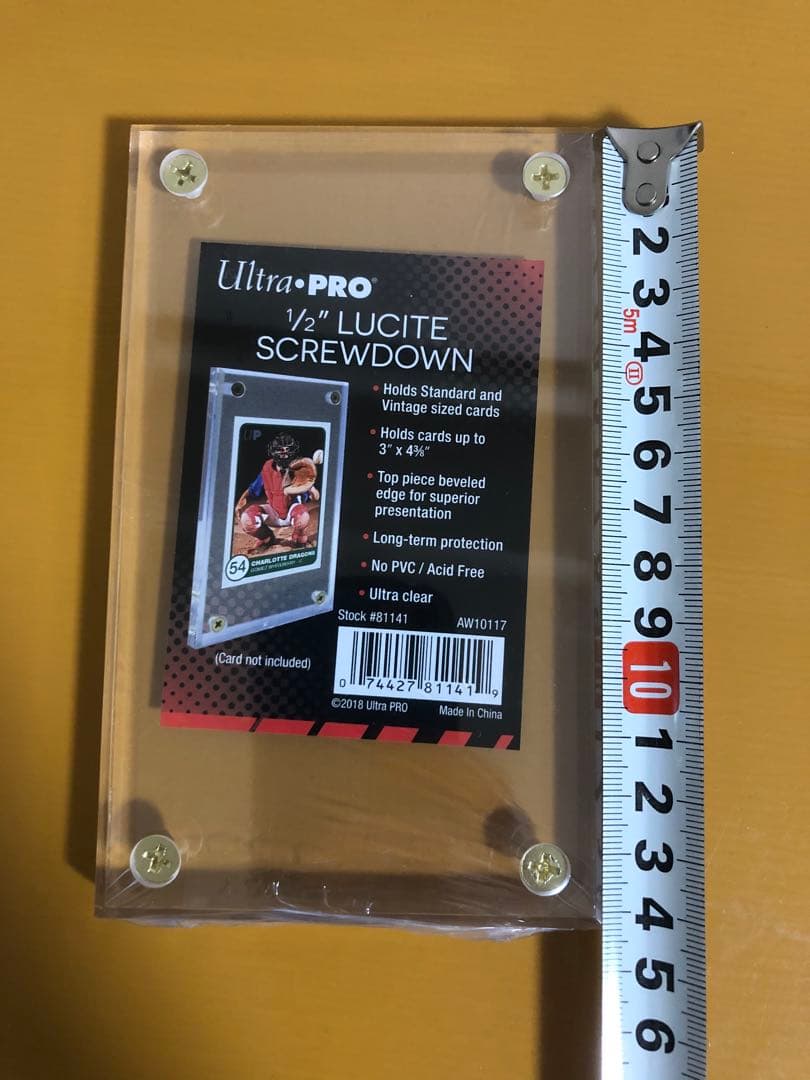 Ultra•PRO®
1/2" LUCITE
SCREWDOWN
• Holds Standard and
Vintage sized cards
• Holds cards up to
3" x 4⅜"
• Top piece beveled
edge for superior
presentation
• Long-term protection
• No PVC / Acid Free
• Ultra clear
UP
54
CHARLOTTE DRAGONS
Stock #81141
AW10117
(Card not included)
0 74427 81141 9
©2018 Ultra PRO
Made In China
2
3
5m
4
II
5
6
7
8
9
10
1
2
3
4
5
6